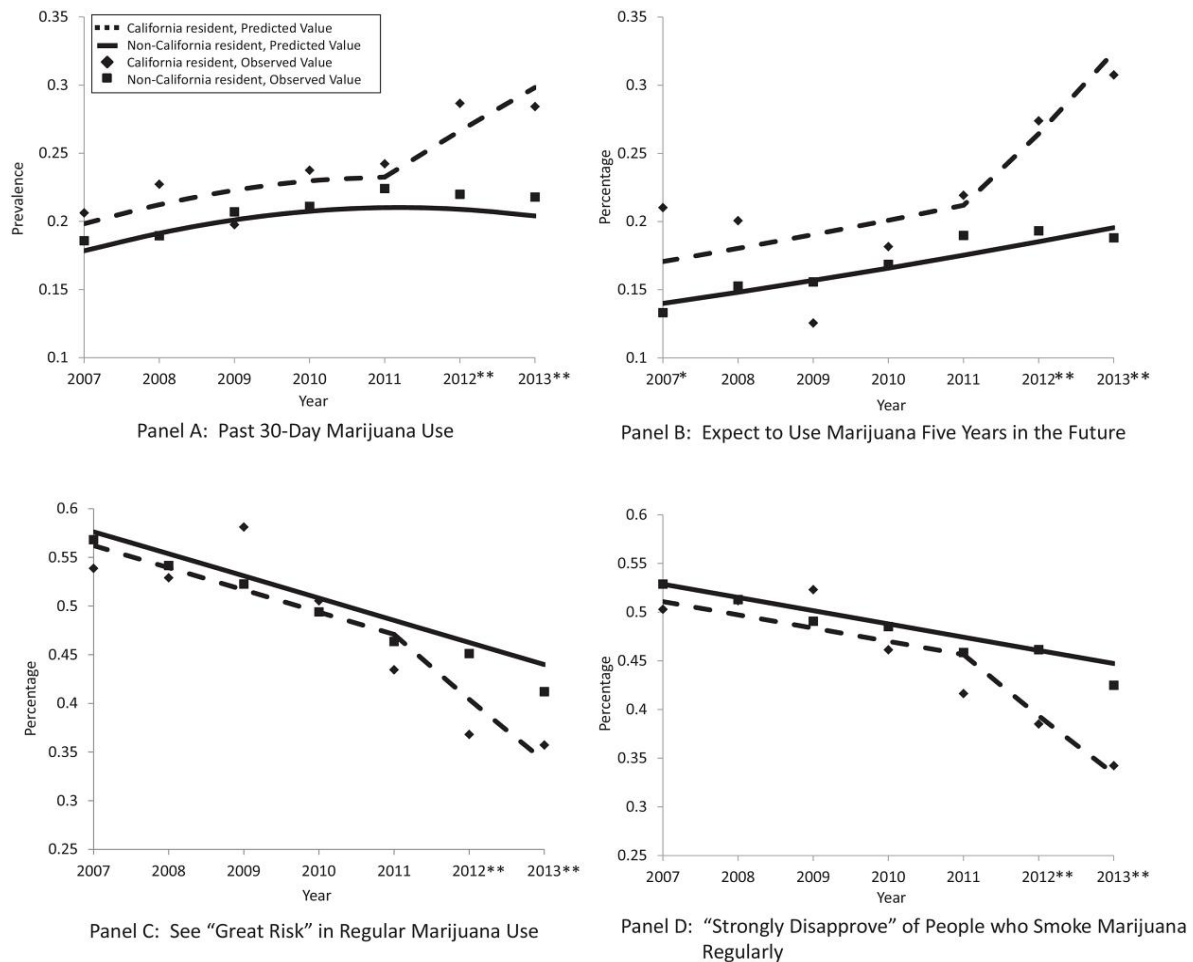 0.35
0.3
0.25
0.2
0.15
0.1
Prevalence
California resident, Predicted Value
Non-California resident, Predicted Value
California resident, Observed Value
Non-California resident, Observed Value
2007 2008 2009 2010 2011 2012** 2013**
Year
Panel A: Past 30-Day Marijuana Use
0.35
0.3
0.25
0.2
0.15
0.1
Percentage
2007* 2008 2009 2010 2011 2012** 2013**
Year
Panel B: Expect to Use Marijuana Five Years in the Future
0.6
0.55
0.5
0.45
0.4
0.35
0.3
0.25
Percentage
2007 2008 2009 2010 2011 2012** 2013**
Year
Panel C: See “Great Risk” in Regular Marijuana Use
0.6
0.55
0.5
0.45
0.4
0.35
0.3
0.25
Percentage
2007 2008 2009 2010 2011 2012** 2013**
Year
Panel D: “Strongly Disapprove” of People who Smoke Marijuana
Regularly